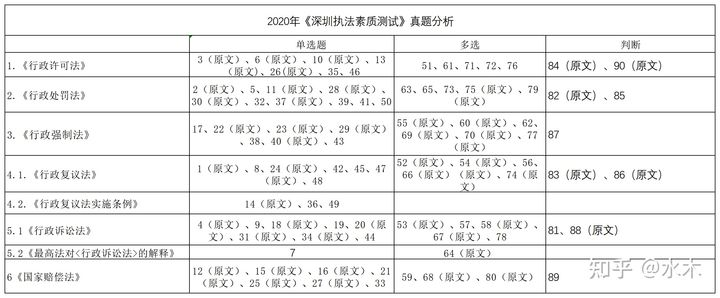 2020年《深圳执法素质测试》真题分析
单选题 多选 判断
1.《行政许可法》
3（原文）、6（原文）、10（原文）、13
（原文)、26(原文）、35、46
51、61、71、72、76
84（原文）、90（原文）
2.《行政处罚法》
2（原文）、5、11（原文）、28（原文）、
30（原文）、32、37（原文）、39、41、50
63、65、73、75（原文）、79
（原文）
82（原文）、85
3.《行政强制法》
17、22（原文）、23（原文）、29（原文）
、38、40（原文）、43
55（原文）、60（原文）、62、
69（原文）、70（原文）、77
（原文）
87
4.1.《行政复议法》
1（原文）、8、24（原文）、42、45、47
（原文）、48
52（原文）、54（原文）、56、
66（原文）（原文）、74（原
文）
83（原文）、86（原文）
4.2.《行政复议法实施条例》
14（原文）、36、49
5.1《行政诉讼法》
4（原文）、9、18（原文）、19、20（原
文）、31（原文）、34（原文）、44
53（原文）、57、58（原文）、
67（原文）、78
81、88（原文）
5.2《最高法对<行政诉讼法>的解释》
7
64（原文）
6《国家赔偿法》
12（原文）、15（原文）、16（原文）、21
（原文）、25（原文）、27（原文）、33
59、68（原文）、80（原文）
89
知乎 @水木